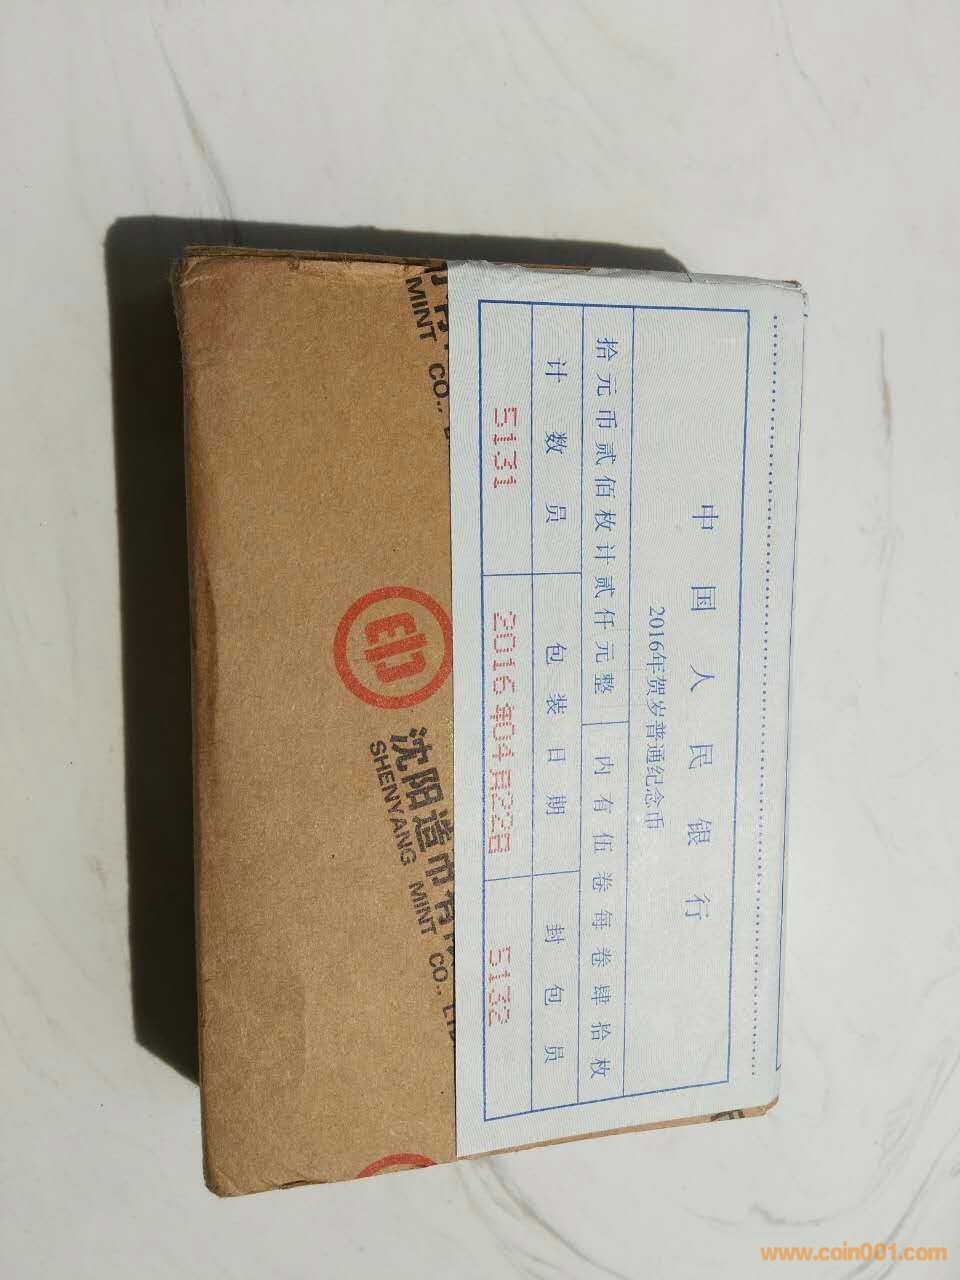 中国人民银行
2016年贺岁普通纪念币
拾元币贰佰枚计贰仟元整 内有伍卷每卷肆拾枚
计数员 包装日期 封包员
5131 2016年04月22日 5132
MINT CO.,
沈阳造币有
SHENYANG MINT CO., LTD
www.coin001.com